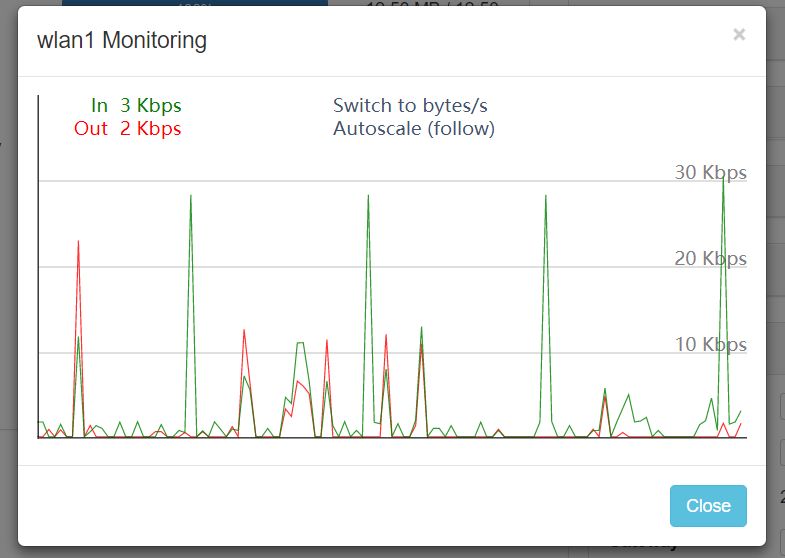 wlan1 Monitoring
×
In 3 Kbps
Out 2 Kbps
Switch to bytes/s
Autoscale (follow)
30 Kbps
20 Kbps
10 Kbps
Close